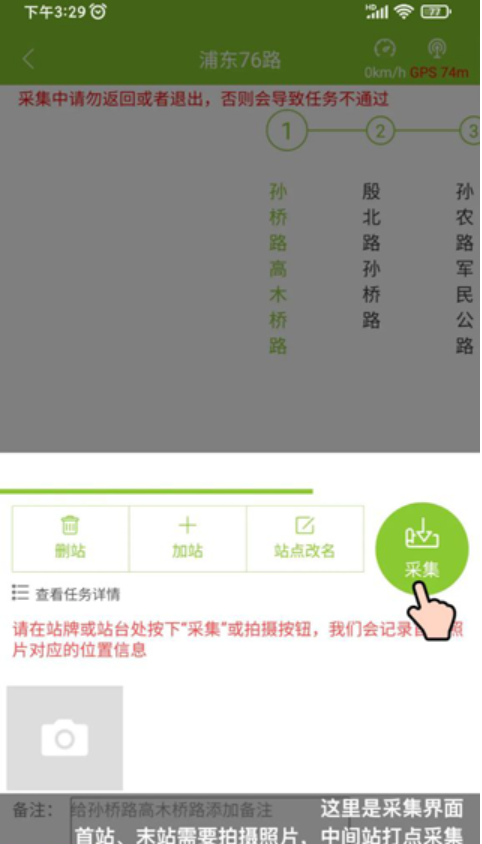 下午3:29
HD
77
浦东76路
0km/h GPS 74m
采集中请勿返回或者退出，否则会导致任务不通过
1
2
3
孙桥路高木桥路
殷北路孙桥路
孙农路军民公路
删站
加站
站点改名
采集
查看任务详情
请在站牌或站台处按下“采集”或拍摄按钮，我们会记录 照
片对应的位置信息
备注：
给孙桥路高木桥路添加备注
这里是采集界面
首站、末站需要拍摄照片，中间站打点采集